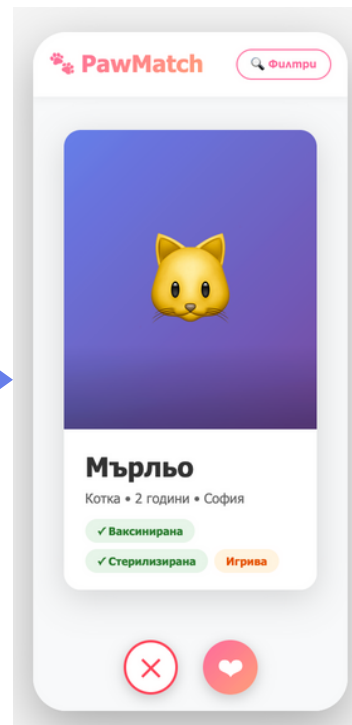 PawMatch
Филтри
Мърльо
Котка • 2 години • София
✓ Ваксинирана
✓ Стерилизирана
Игрива